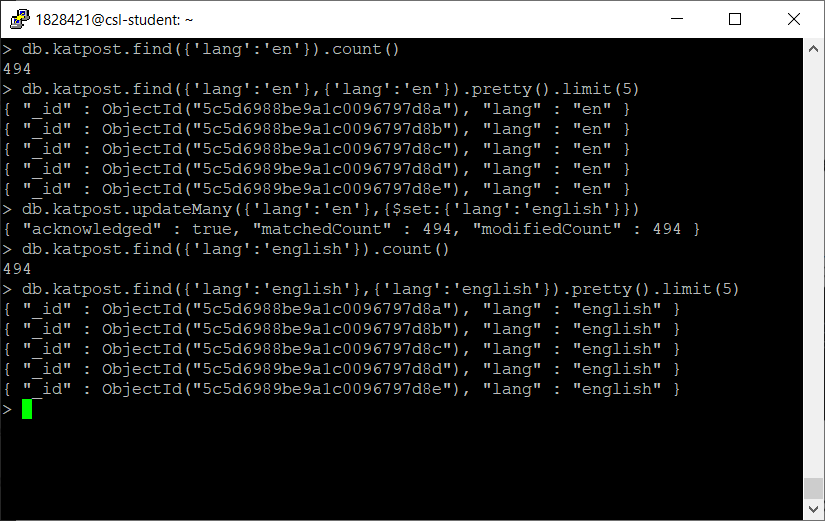 1828421@csl-student: ~
> db.katpost.find({'lang':'en'}).count()
494
> db.katpost.find({'lang':'en'},{'lang':'en'}).pretty().limit(5)
{ "_id" : ObjectId("5c5d6988be9a1c0096797d8a"), "lang" : "en" }
{ "_id" : ObjectId("5c5d6988be9a1c0096797d8b"), "lang" : "en" }
{ "_id" : ObjectId("5c5d6988be9a1c0096797d8c"), "lang" : "en" }
{ "_id" : ObjectId("5c5d6989be9a1c0096797d8d"), "lang" : "en" }
{ "_id" : ObjectId("5c5d6989be9a1c0096797d8e"), "lang" : "en" }
> db.katpost.updateMany({'lang':'en'},{$set:{'lang':'english'}})
{ "acknowledged" : true, "matchedCount" : 494, "modifiedCount" : 494 }
> db.katpost.find({'lang':'english'}).count()
494
> db.katpost.find({'lang':'english'},{'lang':'english'}).pretty().limit(5)
{ "_id" : ObjectId("5c5d6988be9a1c0096797d8a"), "lang" : "english" }
{ "_id" : ObjectId("5c5d6988be9a1c0096797d8b"), "lang" : "english" }
{ "_id" : ObjectId("5c5d6988be9a1c0096797d8c"), "lang" : "english" }
{ "_id" : ObjectId("5c5d6989be9a1c0096797d8d"), "lang" : "english" }
{ "_id" : ObjectId("5c5d6989be9a1c0096797d8e"), "lang" : "english" }
>